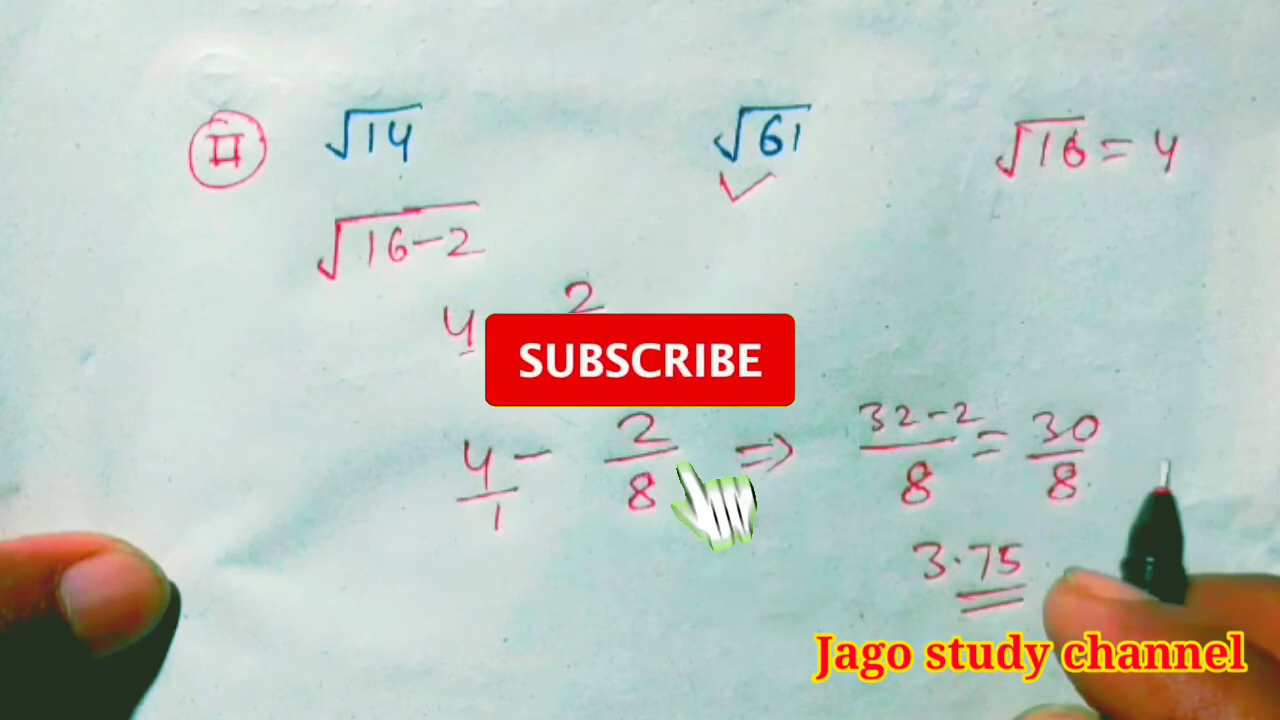 √14 √61 √16 = 4
√16-2
4 2
SUBSCRIBE
4/1 - 2/8 ⇒ 32-2/8 = 30/8
3.75
Jago study channel